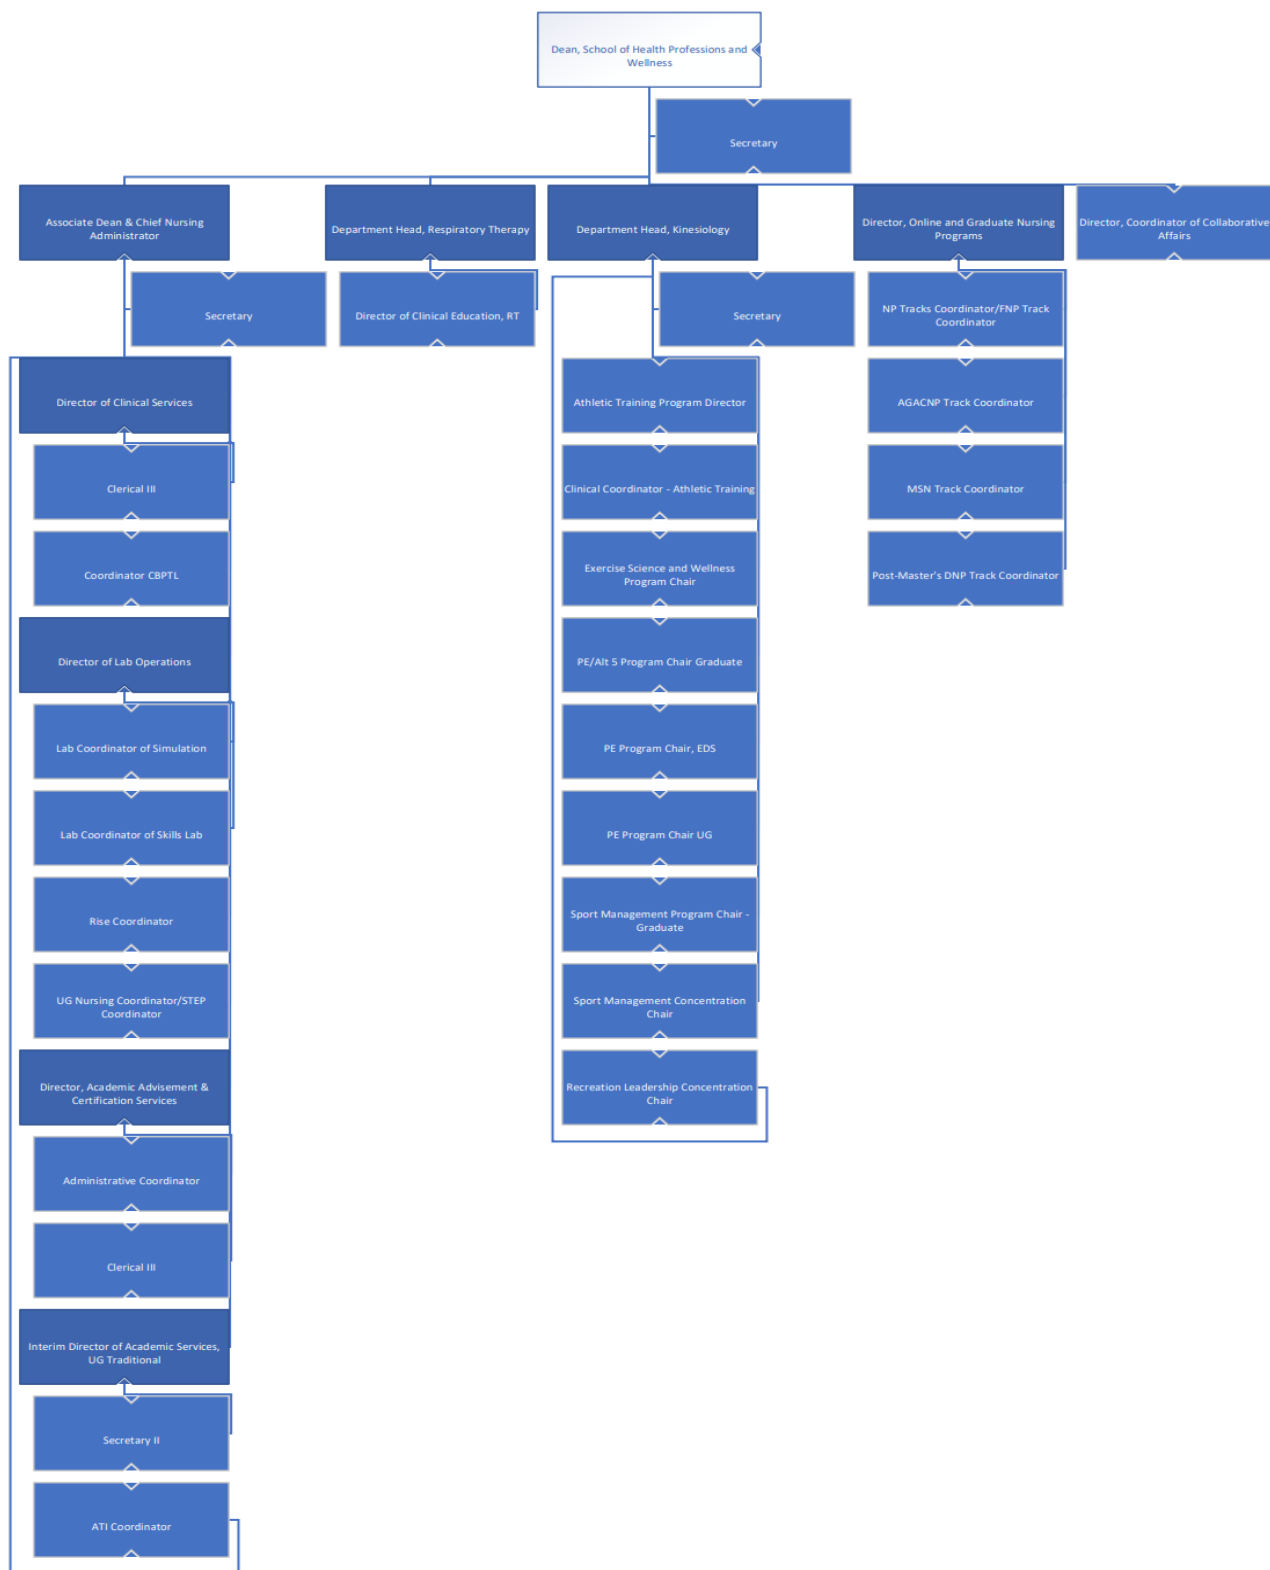 Dean, School of Health Professions and
Wellness
Secretary
Associate Dean & Chief Nursing
Administrator
Department Head, Respiratory Therapy
Department Head, Kinesiology
Director, Online and Graduate Nursing
Programs
Director, Coordinator of Collaborative
Affairs
Secretary
Director of Clinical Education, RT
Secretary
NP Tracks Coordinator/FNP Track
Coordinator
Director of Clinical Services
Athletic Training Program Director
AGACNP Track Coordinator
Clerical III
Clinical Coordinator - Athletic Training
MSN Track Coordinator
Coordinator CBPTL
Exercise Science and Wellness
Program Chair
Post-Master's DNP Track Coordinator
Director of Lab Operations
PE/Alt 5 Program Chair Graduate
Lab Coordinator of Simulation
PE Program Chair, EDS
Lab Coordinator of Skills Lab
PE Program Chair UG
Rise Coordinator
Sport Management Program Chair -
Graduate
UG Nursing Coordinator/STEP
Coordinator
Sport Management Concentration
Chair
Director, Academic Advisement &
Certification Services
Recreation Leadership Concentration
Chair
Administrative Coordinator
Clerical III
Interim Director of Academic Services,
UG Traditional
Secretary II
ATI Coordinator